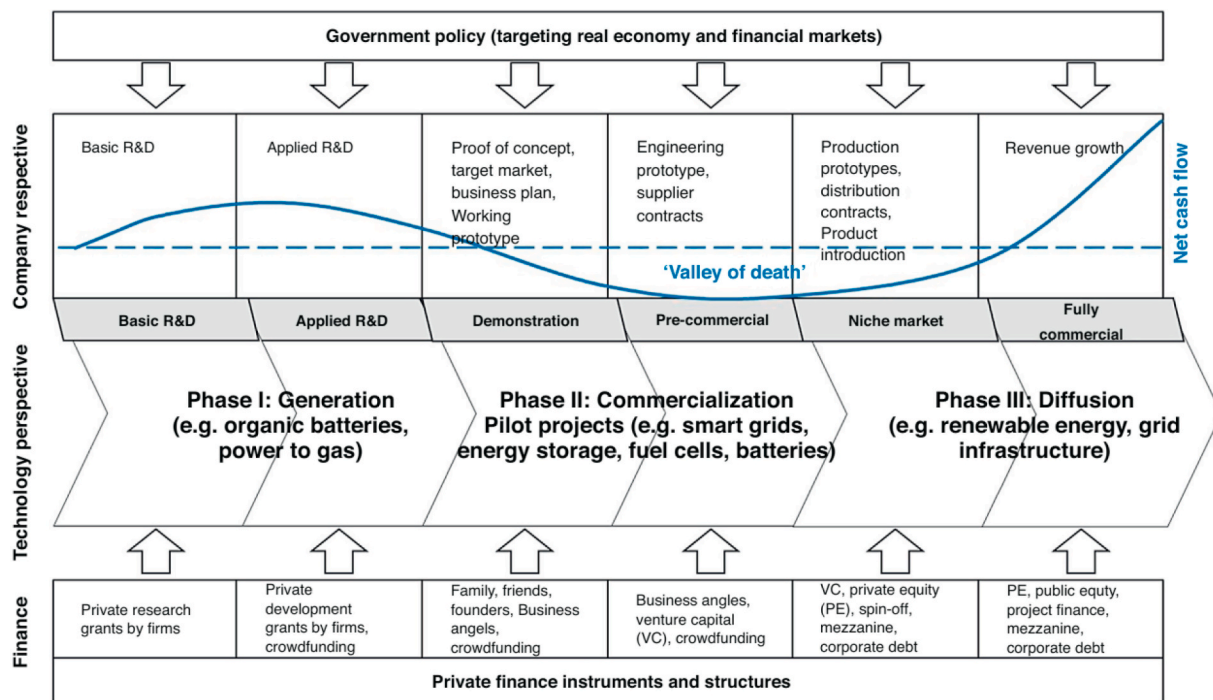 Government policy (targeting real economy and financial markets)
Company respective
Basic R&D
Applied R&D
Proof of concept,
target market,
business plan,
Working
prototype
Engineering
prototype,
supplier
contracts
Production
prototypes,
distribution
contracts,
Product
introduction
Revenue growth
Net cash flow
‘Valley of death’
Basic R&D
Applied R&D
Demonstration
Pre-commercial
Niche market
Fully
commercial
Technology perspective
Phase I: Generation
(e.g. organic batteries,
power to gas)
Phase II: Commercialization
Pilot projects (e.g. smart grids,
energy storage, fuel cells, batteries)
Phase III: Diffusion
(e.g. renewable energy, grid
infrastructure)
Finance
Private research
grants by firms
Private
development
grants by firms,
crowdfunding
Family, friends,
founders, Business
angels,
crowdfunding
Business angles,
venture capital
(VC), crowdfunding
VC, private equity
(PE), spin-off,
mezzanine,
corporate debt
PE, public equty,
project finance,
mezzanine,
corporate debt
Private finance instruments and structures